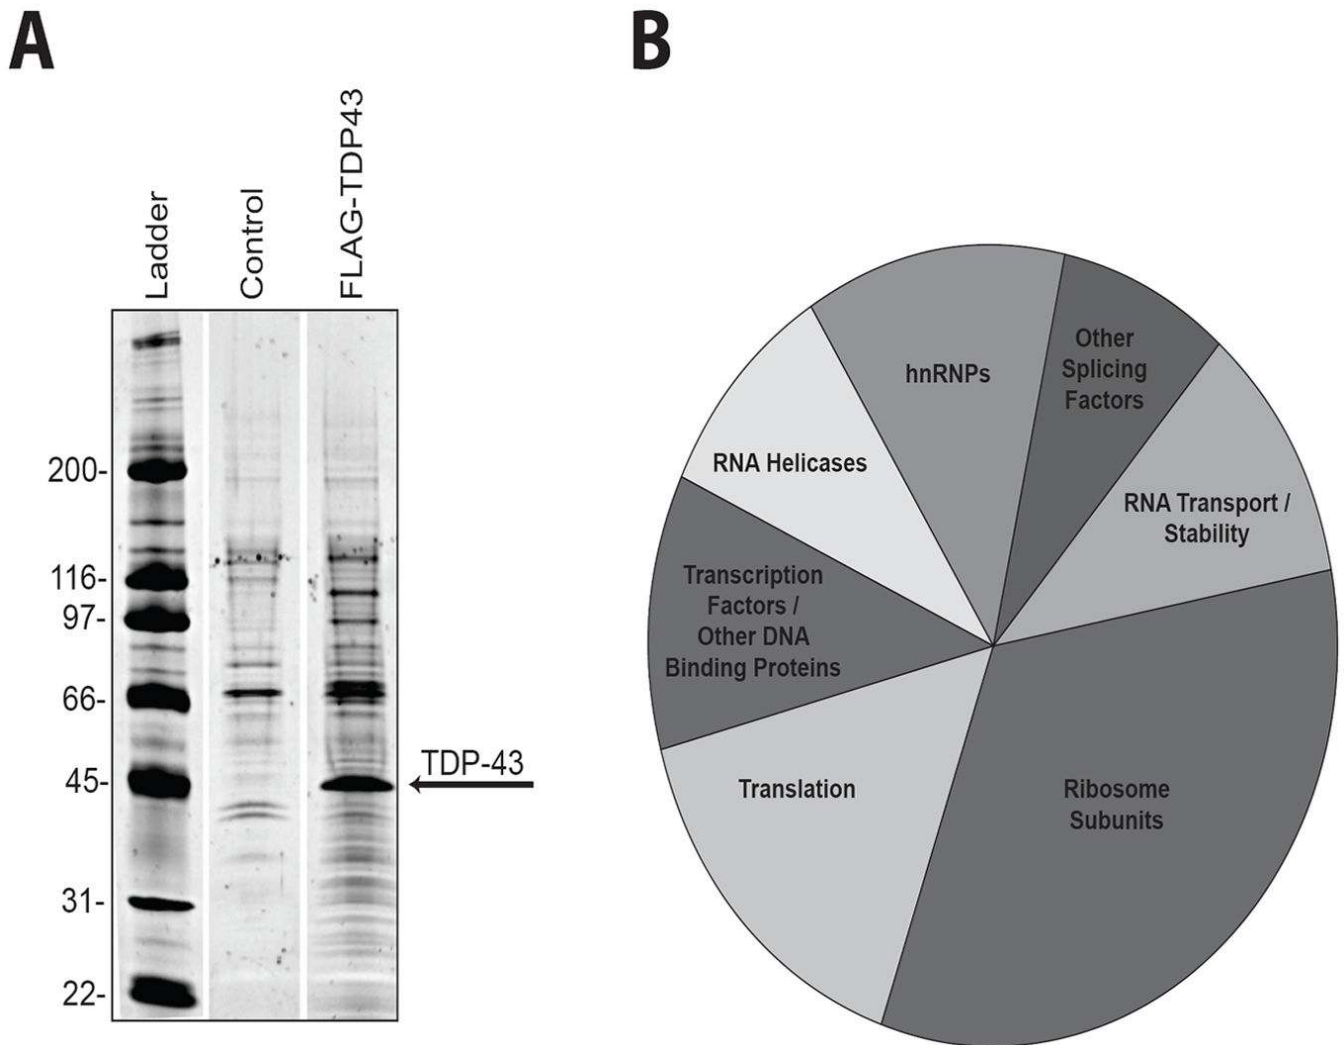 A
Ladder
Control
FLAG-TDP43
200-
116-
97-
66-
45-
31-
22-
TDP-43
B
hnRNPs
Other
Splicing
Factors
RNA Transport /
Stability
RNA Helicases
Transcription
Factors /
Other DNA
Binding Proteins
Translation
Ribosome
Subunits